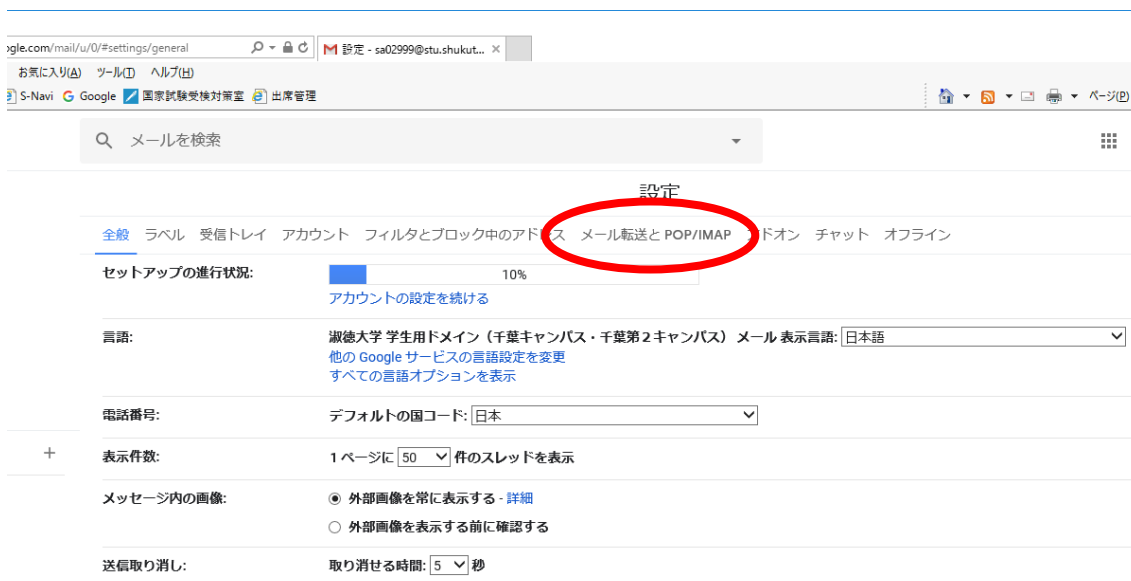 ogle.com/mail/u/0/#settings/general
設定 - sa02999@stu.shukut...
お気に入り(A) ツール(T) ヘルプ(H)
S-Navi Google 国家試験受検対策室 出席管理
ページ(P)
メールを検索
設定
全般 ラベル 受信トレイ アカウント フィルタとブロック中のアドレス メール転送と POP/IMAP アドオン チャット オフライン
セットアップの進行状況: 10%
アカウントの設定を続ける
言語: 淑徳大学 学生用ドメイン（千葉キャンパス・千葉第２キャンパス） メール 表示言語: 日本語
他の Google サービスの言語設定を変更
すべての言語オプションを表示
電話番号: デフォルトの国コード: 日本
表示件数: 1 ページに 50 件のスレッドを表示
メッセージ内の画像: 外部画像を常に表示する - 詳細
外部画像を表示する前に確認する
送信取り消し: 取り消せる時間: 5 秒